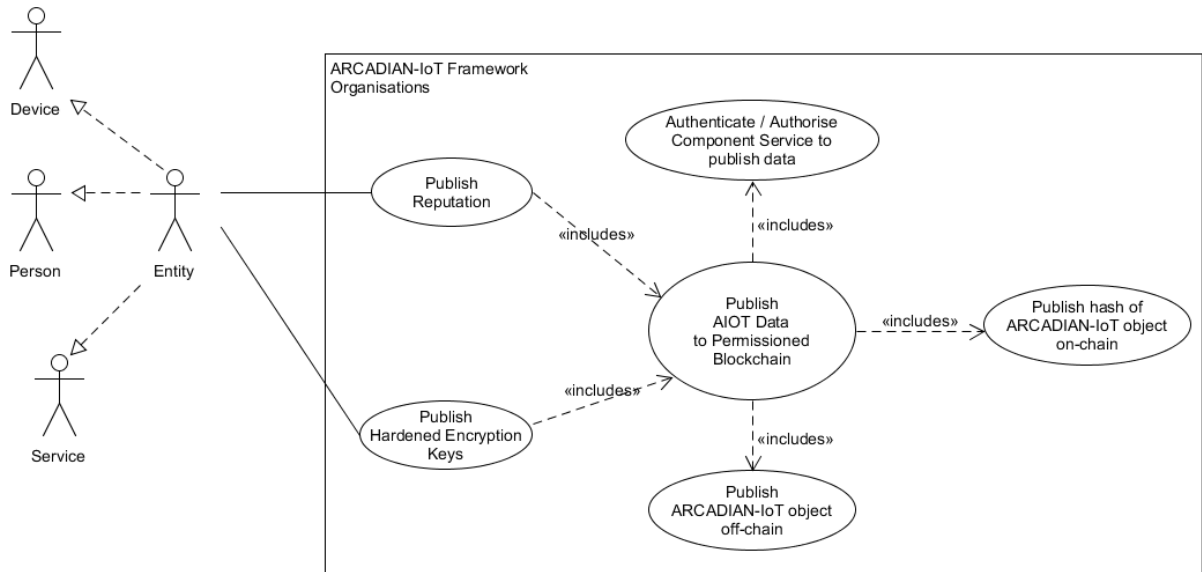 Device
Person
Entity
Service
ARCADIAN-IoT Framework
Organisations
Publish
Reputation
«includes»
Authenticate / Authorise
Component Service to
publish data
«includes»
Publish
AIOT Data
to Permissioned
Blockchain
«includes»
Publish hash of
ARCADIAN-IoT object
on-chain
«includes»
Publish
Hardened Encryption
Keys
«includes»
Publish
ARCADIAN-IoT object
off-chain